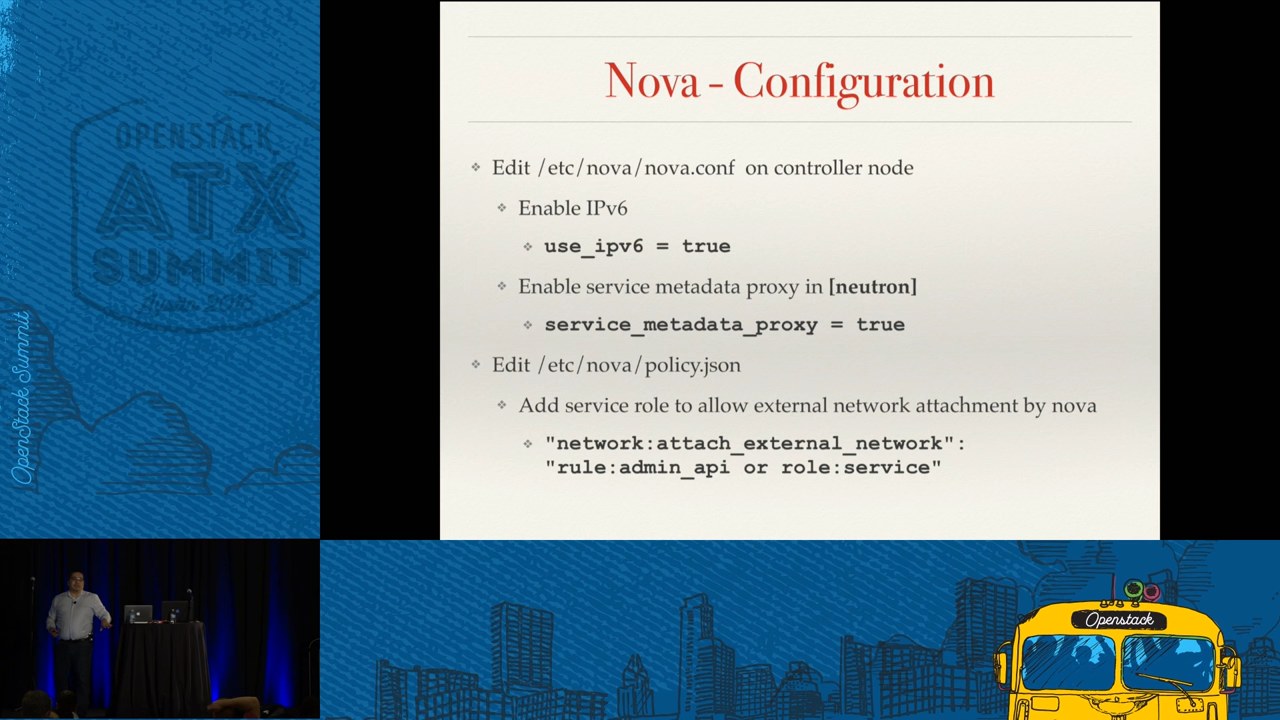 Nova - Configuration
Edit /etc/nova/nova.conf on controller node
Enable IPv6
use_ipv6 = true
Enable service metadata proxy in [neutron]
service_metadata_proxy = true
Edit /etc/nova/policy.json
Add service role to allow external network attachment by nova
"network:attach_external_network":
"rule:admin_api or role:service"
OPENSTACK
ATX
SUMMIT
Austin 2016
OpenStack Summit
Openstack